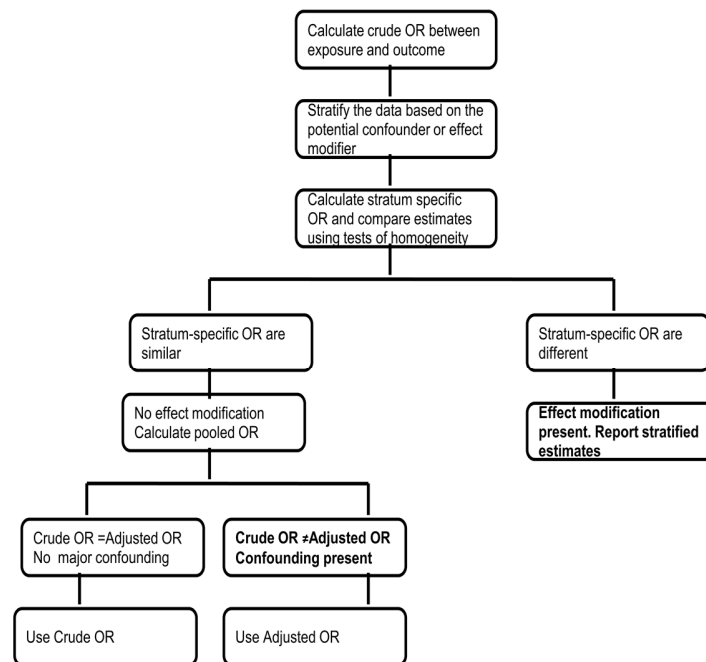 Calculate crude OR between
exposure and outcome
Stratify the data based on the
potential confounder or effect
modifier
Calculate stratum specific
OR and compare estimates
using tests of homogeneity
Stratum-specific OR are
similar
Stratum-specific OR are
different
No effect modification
Calculate pooled OR
Effect modification
present. Report stratified
estimates
Crude OR =Adjusted OR
No major confounding
Crude OR ≠Adjusted OR
Confounding present
Use Crude OR
Use Adjusted OR